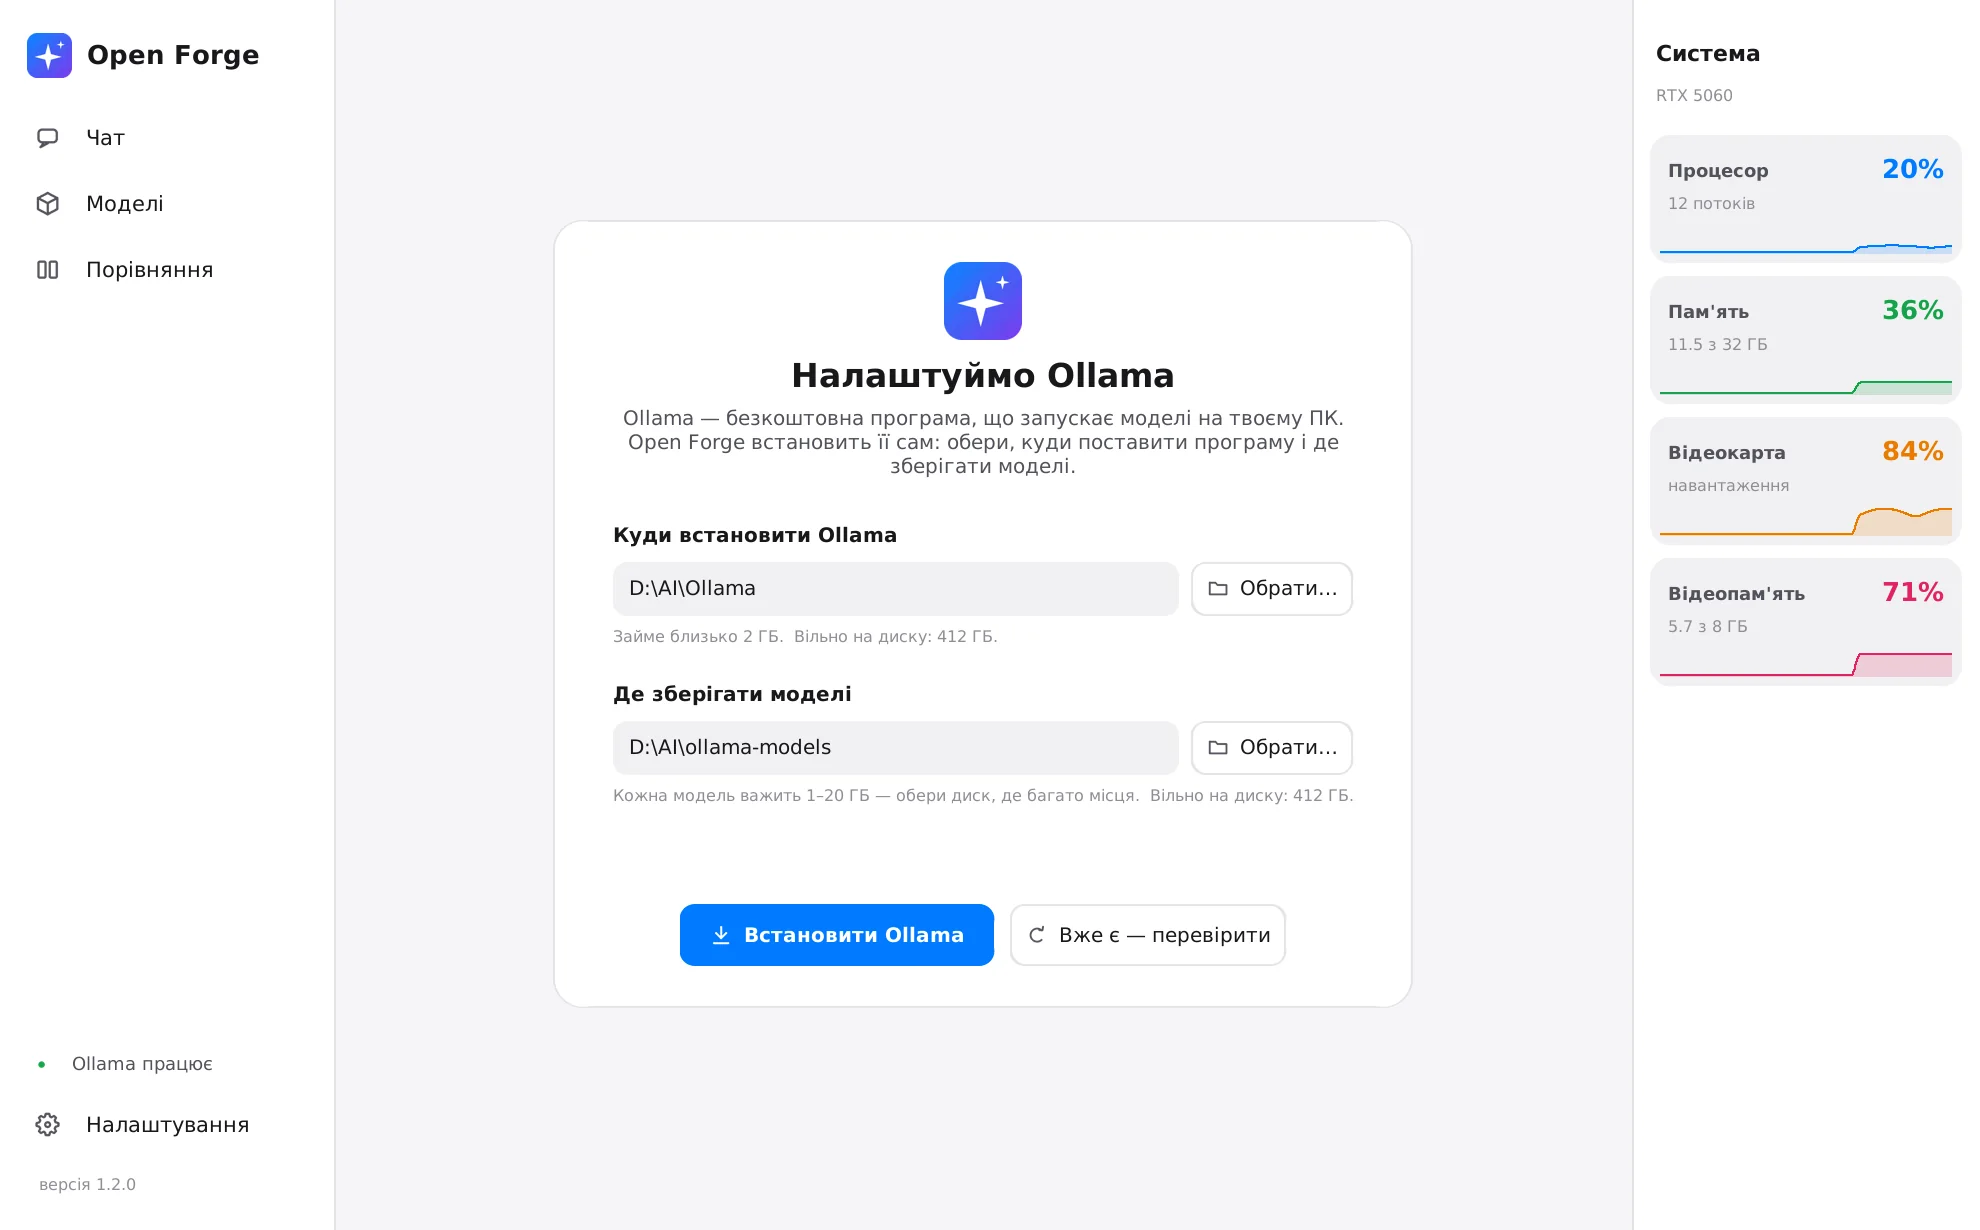 Open Forge
Чат
Моделі
Порівняння
Ollama працює
Налаштування
версія 1.2.0
Налаштуймо Ollama
Ollama — безкоштовна програма, що запускає моделі на твоєму ПК.
Open Forge встановить її сам: обери, куди поставити програму і де
зберігати моделі.
Куди встановити Ollama
D:\AI\Ollama
Обрати...
Займе близько 2 ГБ. Вільно на диску: 412 ГБ.
Де зберігати моделі
D:\AI\ollama-models
Обрати...
Кожна модель важить 1–20 ГБ — обери диск, де багато місця. Вільно на диску: 412 ГБ.
Встановити Ollama
Вже є — перевірити
Система
RTX 5060
Процесор 20%
12 потоків
Пам'ять 36%
11.5 з 32 ГБ
Відеокарта 84%
навантаження
Відеопам'ять 71%
5.7 з 8 ГБ